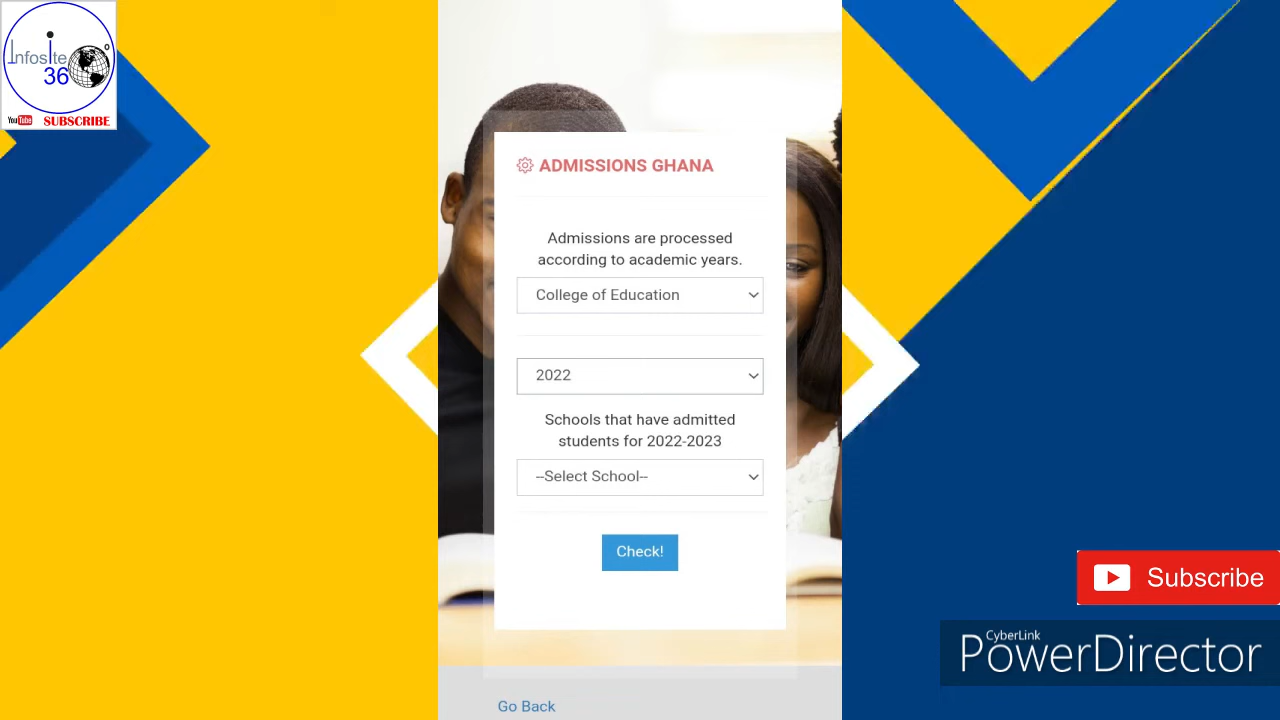 Infosite
36
YouTube SUBSCRIBE
ADMISSIONS GHANA
Admissions are processed
according to academic years.
College of Education
2022
Schools that have admitted
students for 2022-2023
--Select School--
Check!
Go Back
Subscribe
CyberLink
PowerDirector